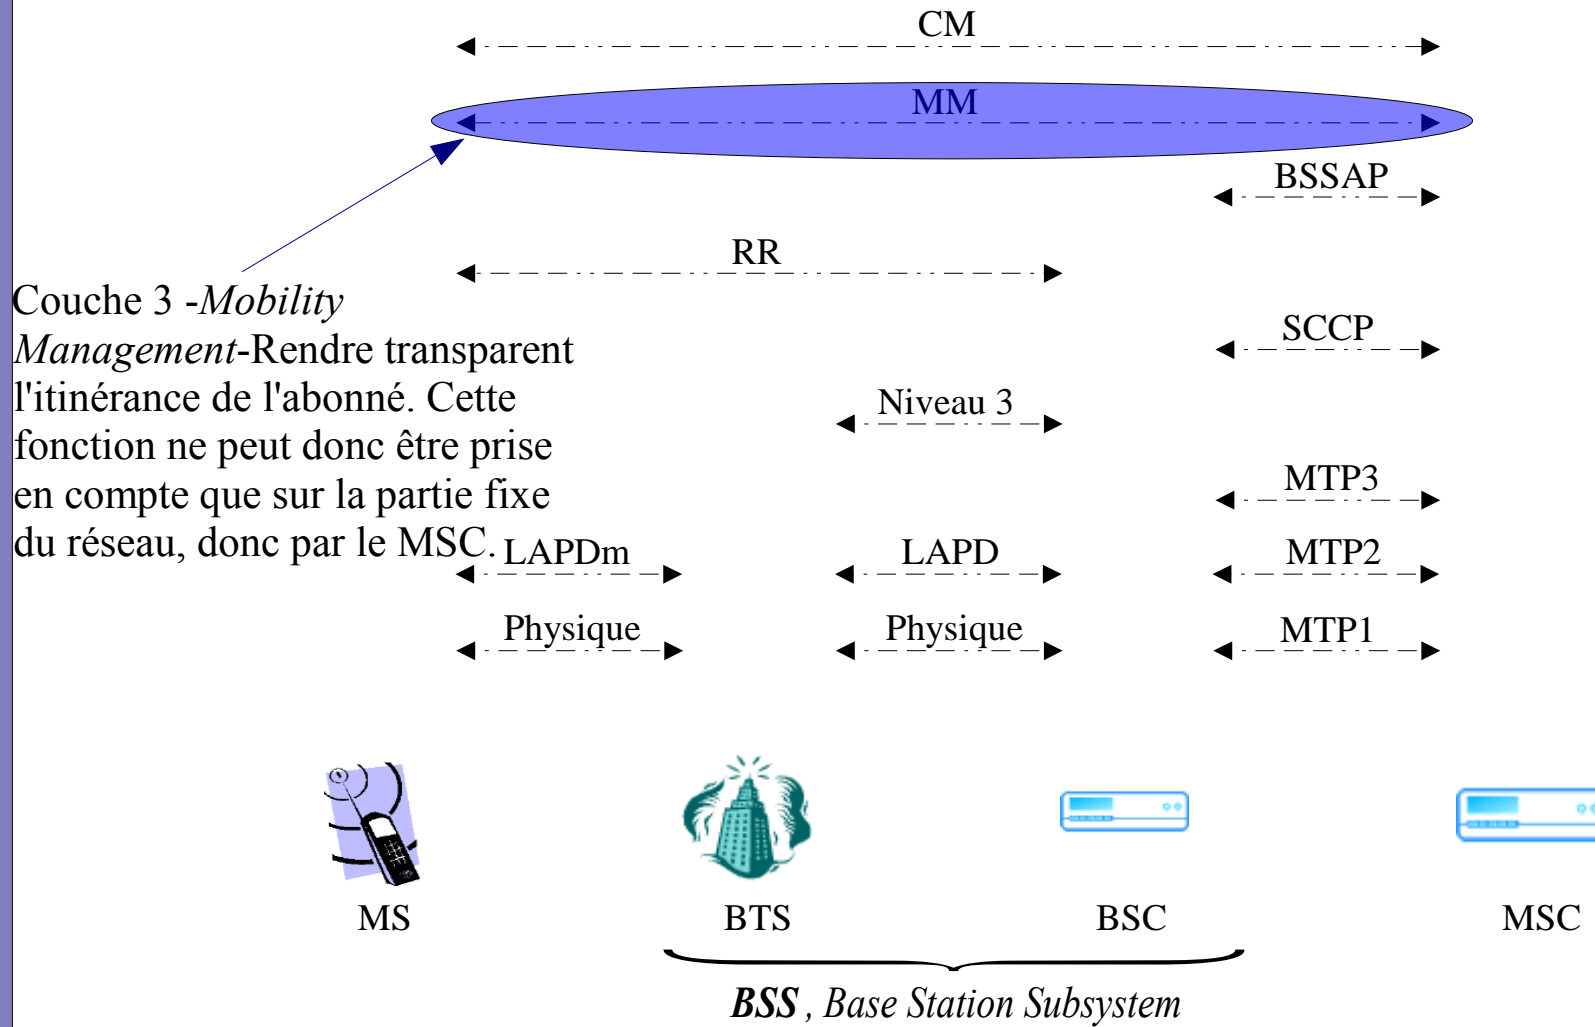 CM
MM
BSSAP
RR
Couche 3 -Mobility
Management-Rendre transparent
l'itinérance de l'abonné. Cette
fonction ne peut donc être prise
en compte que sur la partie fixe
du réseau, donc par le MSC.
SCCP
Niveau 3
MTP3
LAPDm LAPD MTP2
Physique Physique MTP1
MS BTS BSC MSC
BSS , Base Station Subsystem